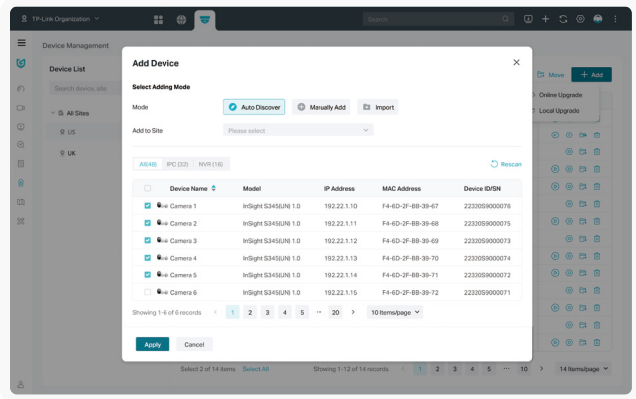 TP-Link Organization
Search
Device Management
Device List
Search device, site
All Sites
US
UK
Move
Add
Online Upgrade
Local Upgrade
Add Device
Select Adding Mode
Mode
Auto Discover
Manually Add
Import
Add to Site
Please select
All(46) IPC (22) NVR (16)
Rescan
Device Name Model IP Address MAC Address Device ID/SN
Camera 1 InSight S345(UN) 1.0 192.22.1.10 F4-6D-2F-BB-39-67 22320S9000076
Camera 2 InSight S345(UN) 1.0 192.22.1.11 F4-6D-2F-BB-39-68 22320S9000075
Camera 3 InSight S345(UN) 1.0 192.22.1.12 F4-6D-2F-BB-39-69 22320S9000073
Camera 4 InSight S345(UN) 1.0 192.22.1.13 F4-6D-2F-BB-39-70 22320S9000074
Camera 5 InSight S345(UN) 1.0 192.22.1.14 F4-6D-2F-BB-39-71 22320S9000072
Camera 6 InSight S345(UN) 1.0 192.22.1.15 F4-6D-2F-BB-39-72 22320S9000071
Showing 1-6 of 6 records 1 2 3 4 5 ··· 20 10 Items/page
Apply Cancel
Select 2 of 14 items Select All Showing 1-12 of 14 records 1 2 3 4 5 ··· 10 14 Items/page